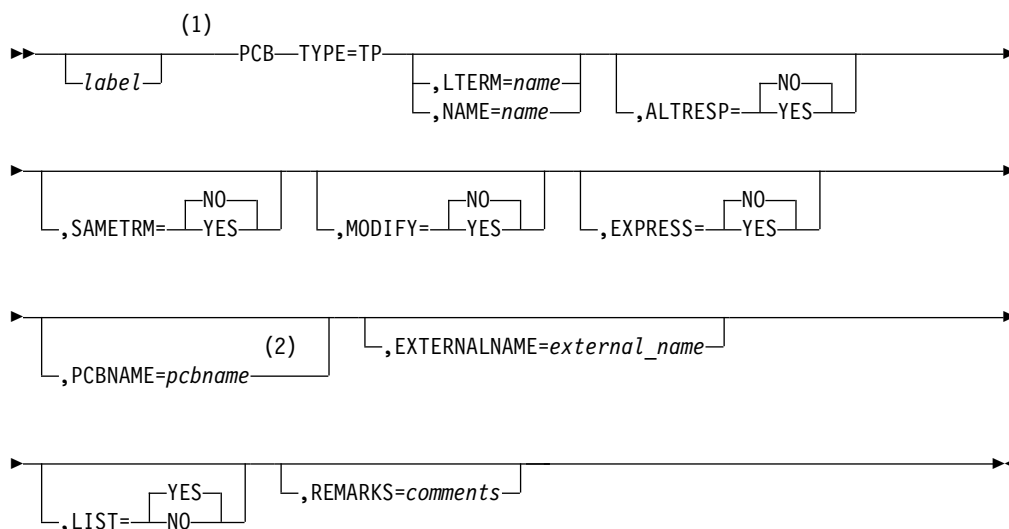 (1)
label PCB TYPE=TP ,LTERM=name ,ALTRESP= NO
,NAME=name YES
,SAMETRM= NO ,MODIFY= NO ,EXPRESS= NO
YES YES YES
(2)
,PCBNAME=pcbname ,EXTERNALNAME=external_name
,LIST= YES ,REMARKS=comments
NO